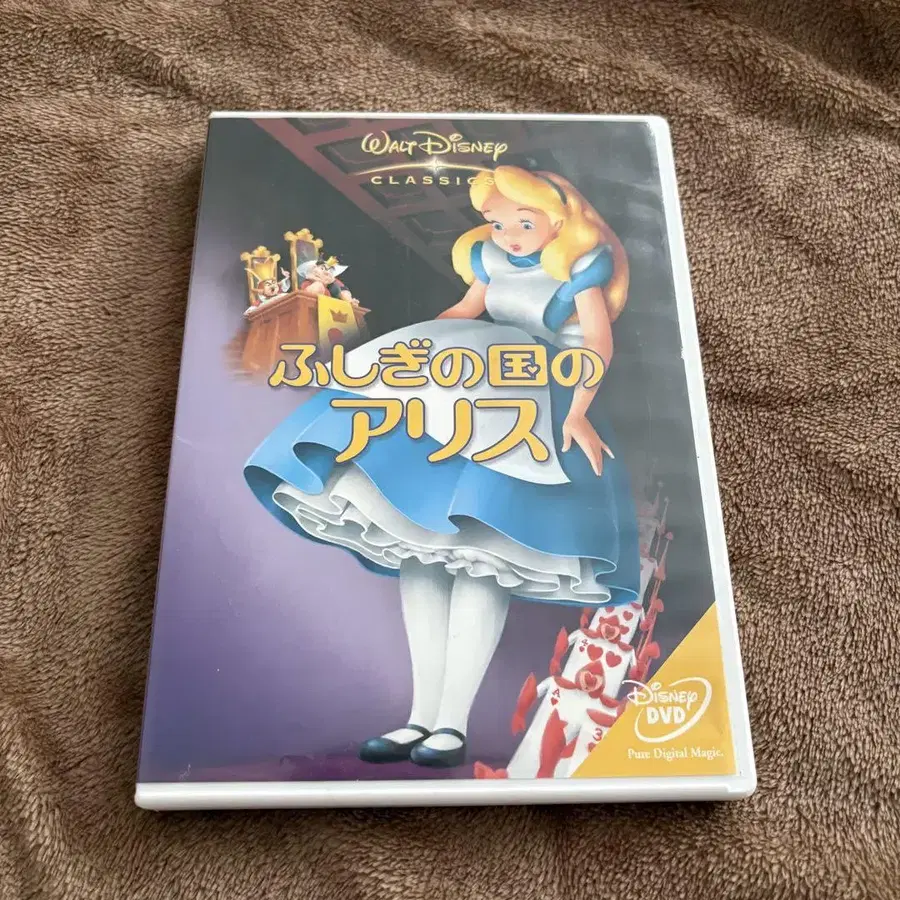 WALT DISNEY
CLASSICS
ふしぎの国の
アリス
DISNEY
DVD
Pure Digital Magic.